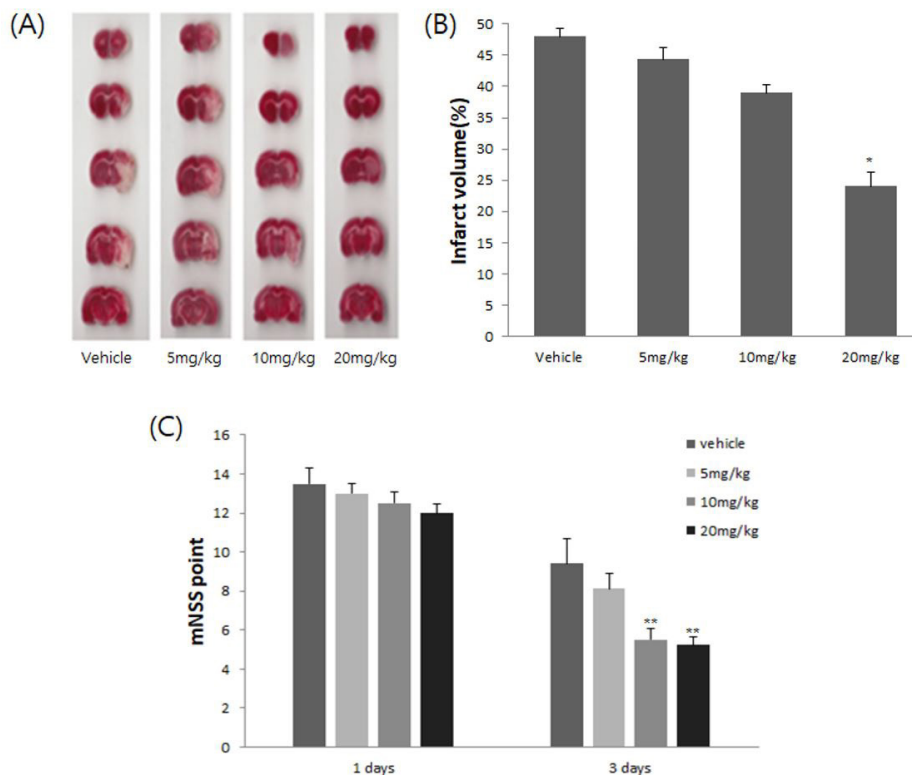 (A)
Vehicle 5mg/kg 10mg/kg 20mg/kg
(B)
Infarct volume(%)
50
45
40
35
30
25
20
15
10
5
0
*
Vehicle 5mg/kg 10mg/kg 20mg/kg
(C)
mNSS point
16
14
12
10
8
6
4
2
0
vehicle
5mg/kg
10mg/kg
20mg/kg
** **
1 days 3 days